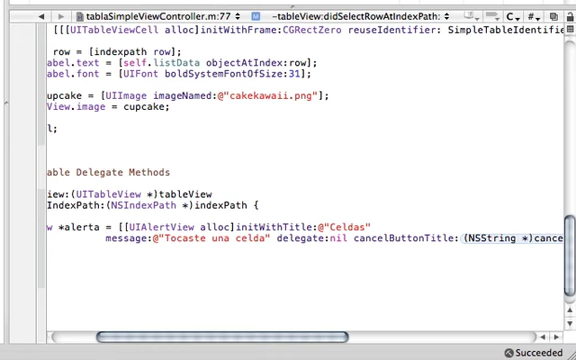 tablaSimpleViewController.m:77
-tableView:didSelectRowAtIndexPath:
C
#
[[[UITableViewCell alloc]initWithFrame:CGRectZero reuseIdentifier: SimpleTableIdentifie
row = [indexpath row];
abel.text = [self.listData objectAtIndex:row];
abel.font = [UIFont boldSystemFontOfSize:31];
upcake = [UIImage imageNamed:@"cakekawaii.png"];
View.image = cupcake;
l;
able Delegate Methods
iew:(UITableView *)tableView
IndexPath:(NSIndexPath *)indexPath {
w *alerta = [[UIAlertView alloc]initWithTitle:@"Celdas"
message:@"Tocaste una celda" delegate:nil cancelButtonTitle:(NSString *)cance
Succeeded